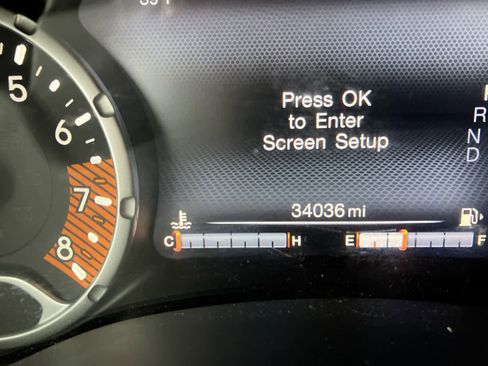 5
6
7
8
Press OK
to Enter
Screen Setup
R
N
D
34036 mi
C H
E F